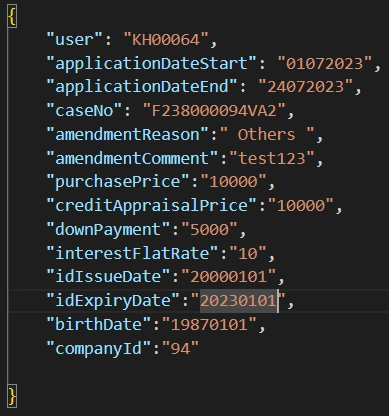 {
"user": "KH00064",
"applicationDateStart": "01072023",
"applicationDateEnd": "24072023",
"caseNo": "F238000094VA2",
"amendmentReason":" Others ",
"amendmentComment":"test123",
"purchasePrice":"10000",
"creditAppraisalPrice":"10000",
"downPayment":"5000",
"interestFlatRate":"10",
"idIssueDate":"20000101",
"idExpiryDate":"20230101",
"birthDate":"19870101",
"companyId":"94"
}